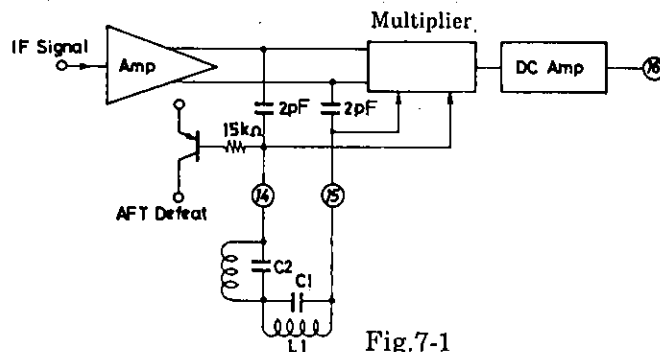 Multiplier
IF Signal
Amp
DC Amp
16
2pF
2pF
15kΩ
AFT Defeat
14
15
C2
C1
L1
Fig.7-1